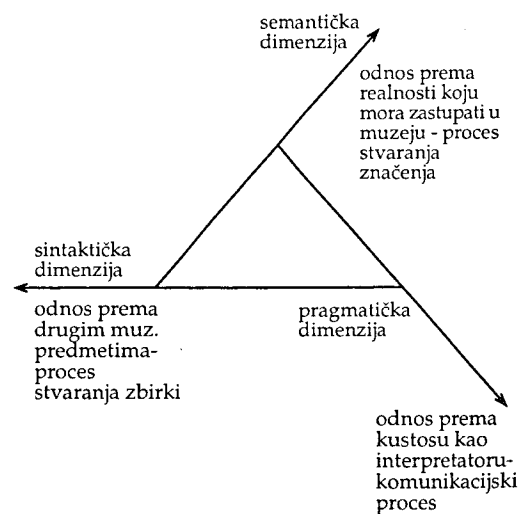 semantička
dimenzija
odnos prema
realnosti koju
mora zastupati u
muzeju - proces
stvaranja
značenja
sintaktička
dimenzija
odnos prema
drugim muz.
predmetima-
proces
stvaranja zbirki
pragmatička
dimenzija
odnos prema
kustosu kao
interpretatoru-
komunikacijski
proces